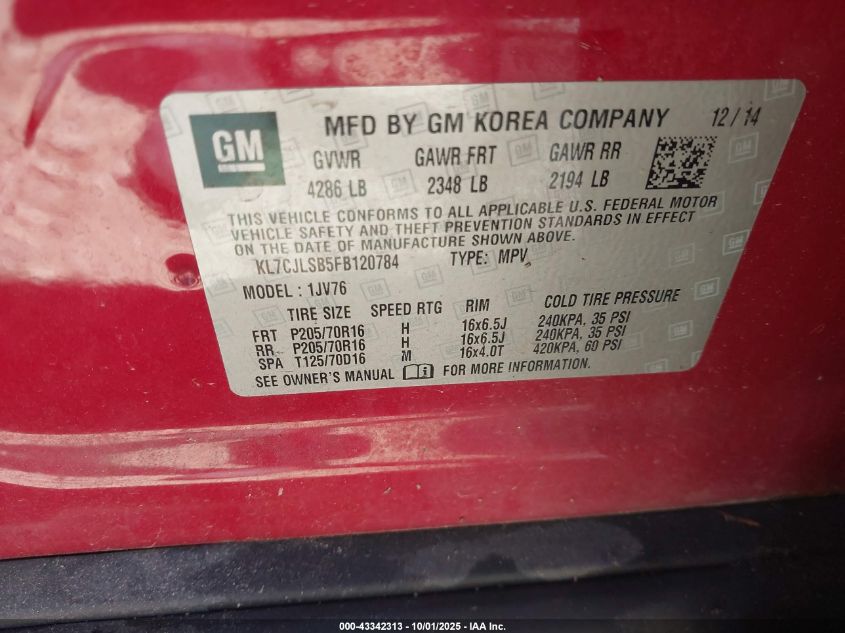 GM MFD BY GM KOREA COMPANY 12/14
GVWR GAWR FRT GAWR RR
4286 LB 2348 LB 2194 LB
THIS VEHICLE CONFORMS TO ALL APPLICABLE U.S. FEDERAL MOTOR
VEHICLE SAFETY AND THEFT PREVENTION STANDARDS IN EFFECT
ON THE DATE OF MANUFACTURE SHOWN ABOVE.
KL7CJLSB5FB120784 TYPE: MPV
MODEL : 1JV76
TIRE SIZE SPEED RTG RIM COLD TIRE PRESSURE
FRT P205/70R16 H 16x6.5J 240KPA, 35 PSI
RR P205/70R16 H 16x6.5J 240KPA, 35 PSI
SPA T125/70D16 M 16x4.0T 420KPA, 60 PSI
SEE OWNER'S MANUAL FOR MORE INFORMATION.
000-43342313 - 10/01/2025 - IAA Inc.